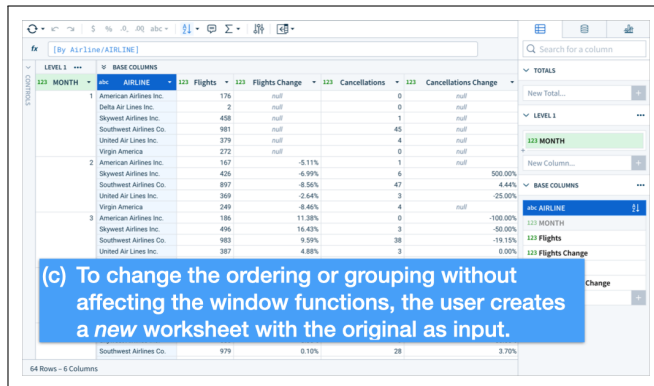 $ % .0, .00 abc
fx [By Airline/AIRLINE]
Search for a column
CONTROLS
LEVEL 1 ••• BASE COLUMNS
123 MONTH abc AIRLINE 123 Flights 123 Flights Change 123 Cancellations 123 Cancellations Change
1 American Airlines Inc. 176 null 0 null
Delta Air Lines Inc. 2 null 0 null
Skywest Airlines Inc. 458 null 1 null
Southwest Airlines Co. 981 null 45 null
United Air Lines Inc. 379 null 4 null
Virgin America 272 null 0 null
2 American Airlines Inc. 167 -5.11% 1 null
Skywest Airlines Inc. 426 -6.99% 6 500.00%
Southwest Airlines Co. 897 -8.56% 47 4.44%
United Air Lines Inc. 369 -2.64% 3 -25.00%
Virgin America 249 -8.46% 4 null
3 American Airlines Inc. 186 11.38% 0 -100.00%
Skywest Airlines Inc. 496 16.43% 3 -50.00%
Southwest Airlines Co. 983 9.59% 38 -19.15%
United Air Lines Inc. 387 4.88% 3 0.00%
(c) To change the ordering or grouping without
affecting the window functions, the user creates
a new worksheet with the original as input.
Southwest Airlines Co. 979 0.10% 28 3.70%
64 Rows – 6 Columns
TOTALS
New Total... +
LEVEL 1 •••
123 MONTH
New Column... +
BASE COLUMNS •••
abc AIRLINE
123 MONTH
123 Flights
123 Flights Change
Change
+